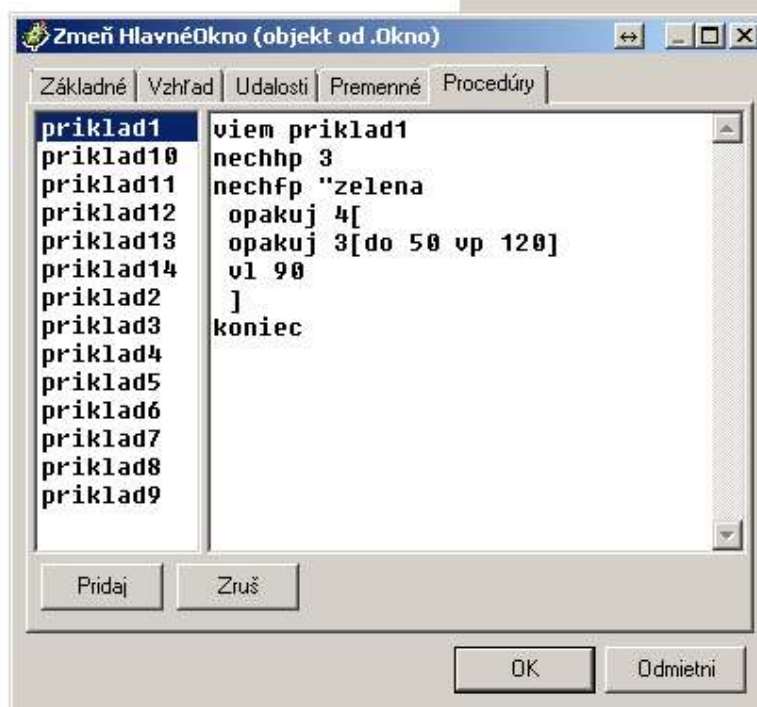 Zmeň HlavnéOkno (objekt od .Okno)
Základné Vzhľad Udalosti Premenné Procedúry
priklad1
priklad10
priklad11
priklad12
priklad13
priklad14
priklad2
priklad3
priklad4
priklad5
priklad6
priklad7
priklad8
priklad9
viem priklad1
nechhp 3
nechfp "zelena
opakuj 4[
opakuj 3[do 50 vp 120]
vl 90
]
koniec
Pridaj Zruš
OK Odmietni